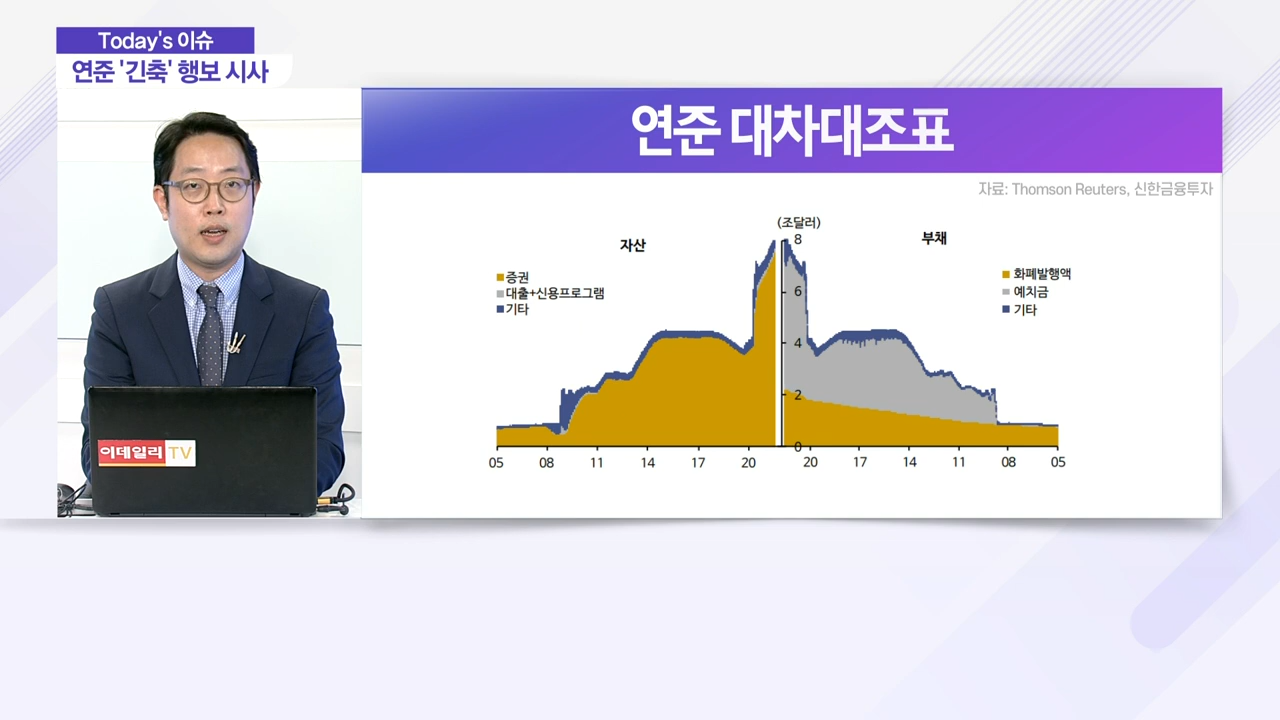 Today's 이슈
연준 '긴축' 행보 시사
연준 대차대조표
자료: Thomson Reuters, 신한금융투자
(조달러)
자산
부채
증권
대출+신용프로그램
기타
화폐발행액
예치금
기타
8
6
4
2
0
05 08 11 14 17 20
20 17 14 11 08 05
이데일리 TV